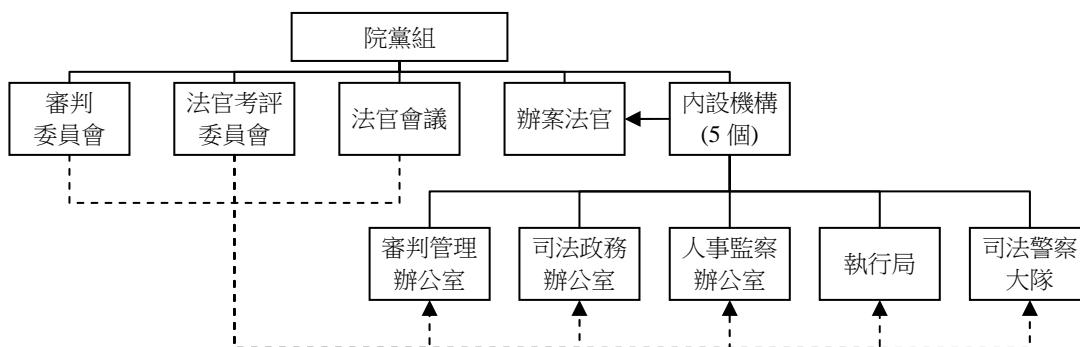 院黨組
審判
委員會
法官考評
委員會
法官會議
辦案法官
內設機構
(5 個)
審判管理
辦公室
司法政務
辦公室
人事監察
辦公室
執行局
司法警察
大隊